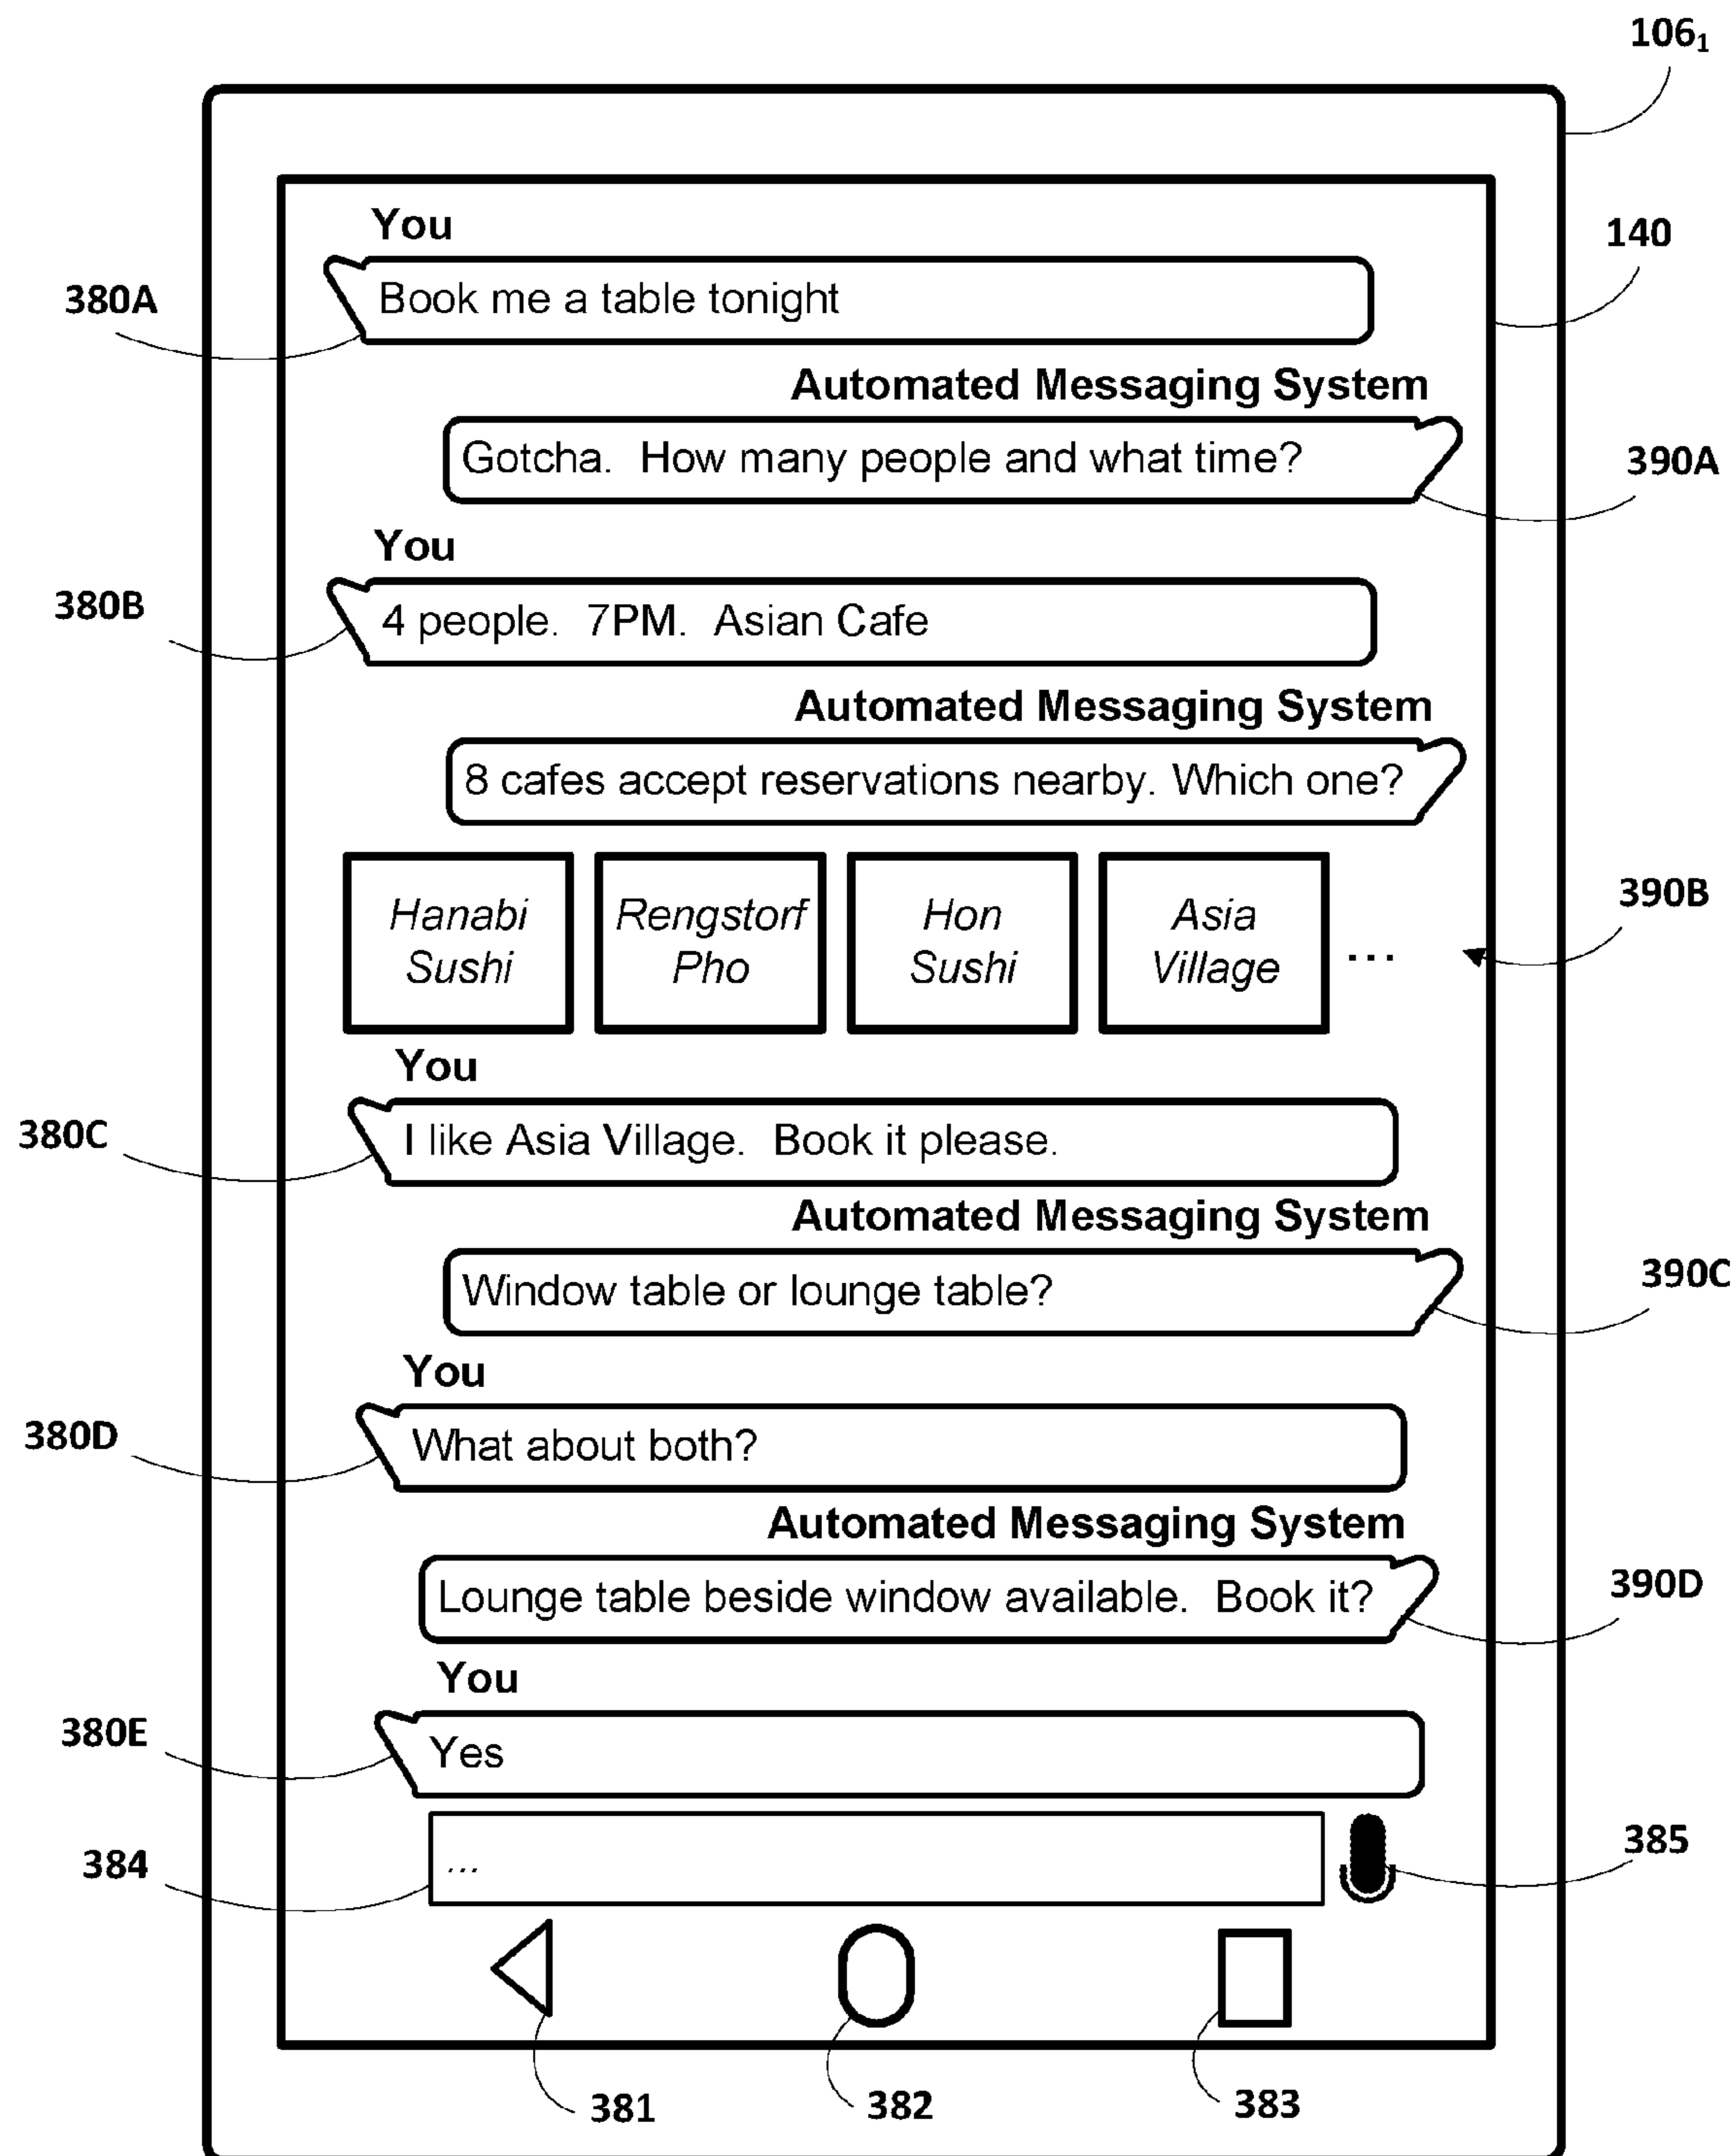 106₁
You
140
380A
Book me a table tonight
Automated Messaging System
Gotcha.  How many people and what time?
390A
You
380B
4 people.  7PM.  Asian Cafe
Automated Messaging System
8 cafes accept reservations nearby. Which one?
390B
Hanabi Sushi
Rengstorf Pho
Hon Sushi
Asia Village
...
You
380C
I like Asia Village.  Book it please.
Automated Messaging System
Window table or lounge table?
390C
You
380D
What about both?
Automated Messaging System
Lounge table beside window available.  Book it?
390D
You
380E
Yes
384
...
385
381
382
383